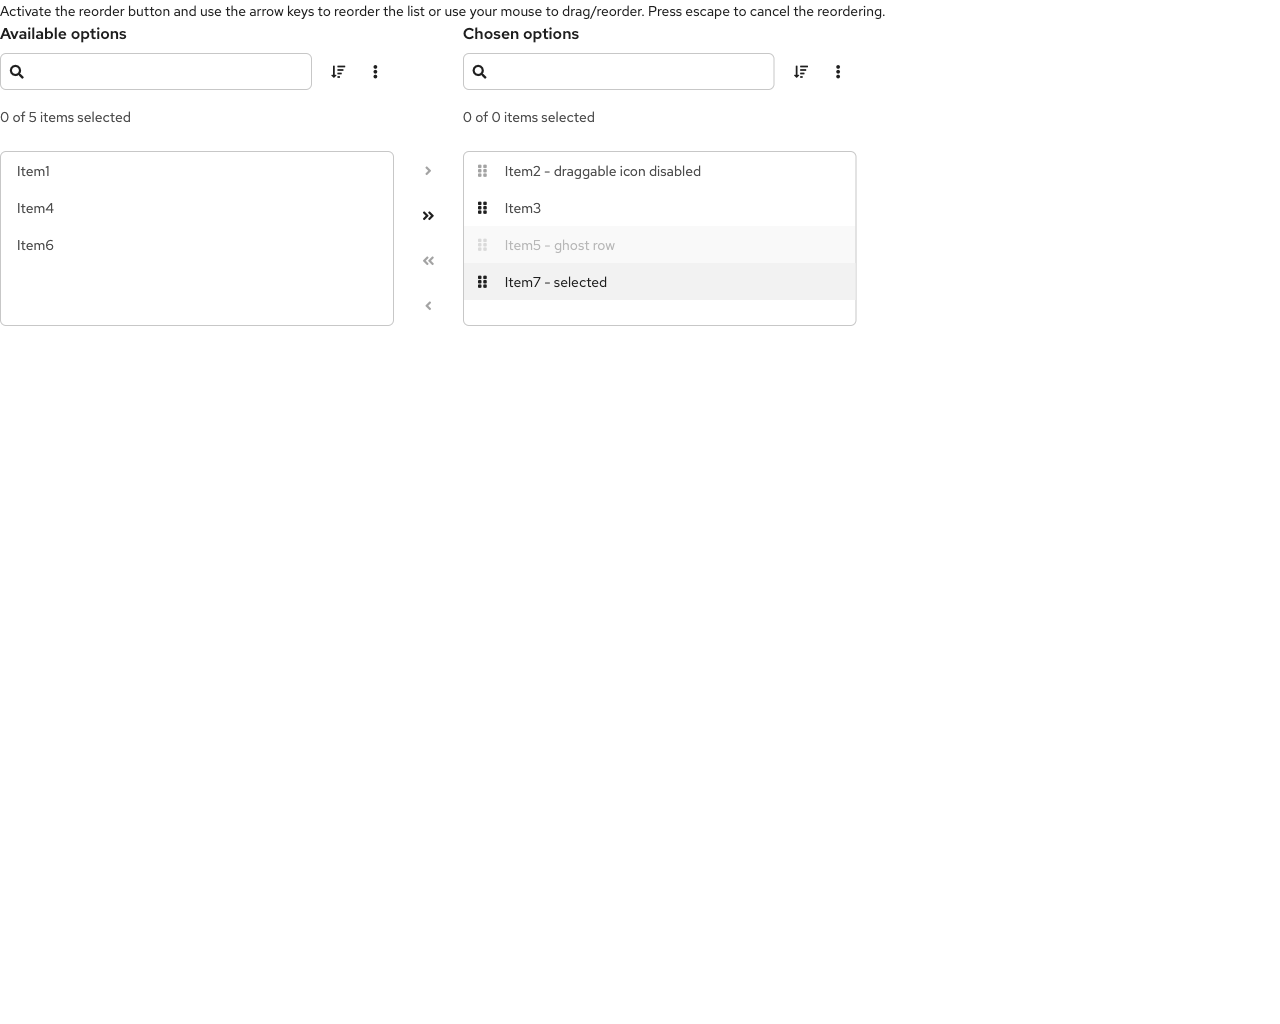 Activate the reorder button and use the arrow keys to reorder the list or use your mouse to drag/reorder. Press escape to cancel the reordering.
Available options
Chosen options
0 of 5 items selected
0 of 0 items selected
Item1
Item4
Item6
Item2 - draggable icon disabled
Item3
Item5 - ghost row
Item7 - selected